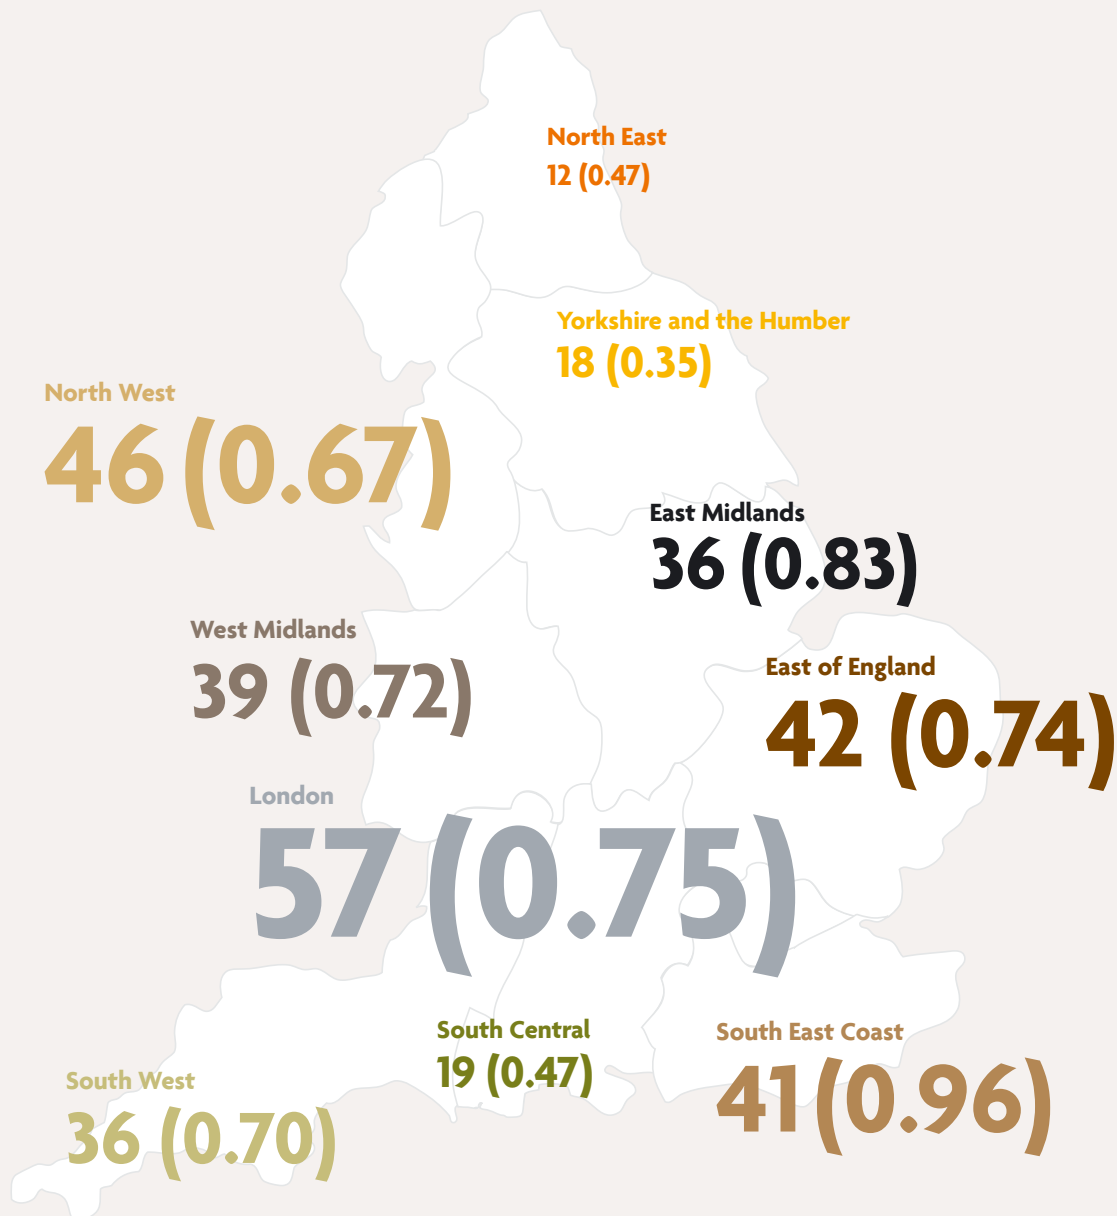 North East
12 (0.47)
Yorkshire and the Humber
18 (0.35)
North West
46 (0.67)
East Midlands
36 (0.83)
West Midlands
39 (0.72)
East of England
42 (0.74)
London
57 (0.75)
South Central
19 (0.47)
South East Coast
41 (0.96)
South West
36 (0.70)